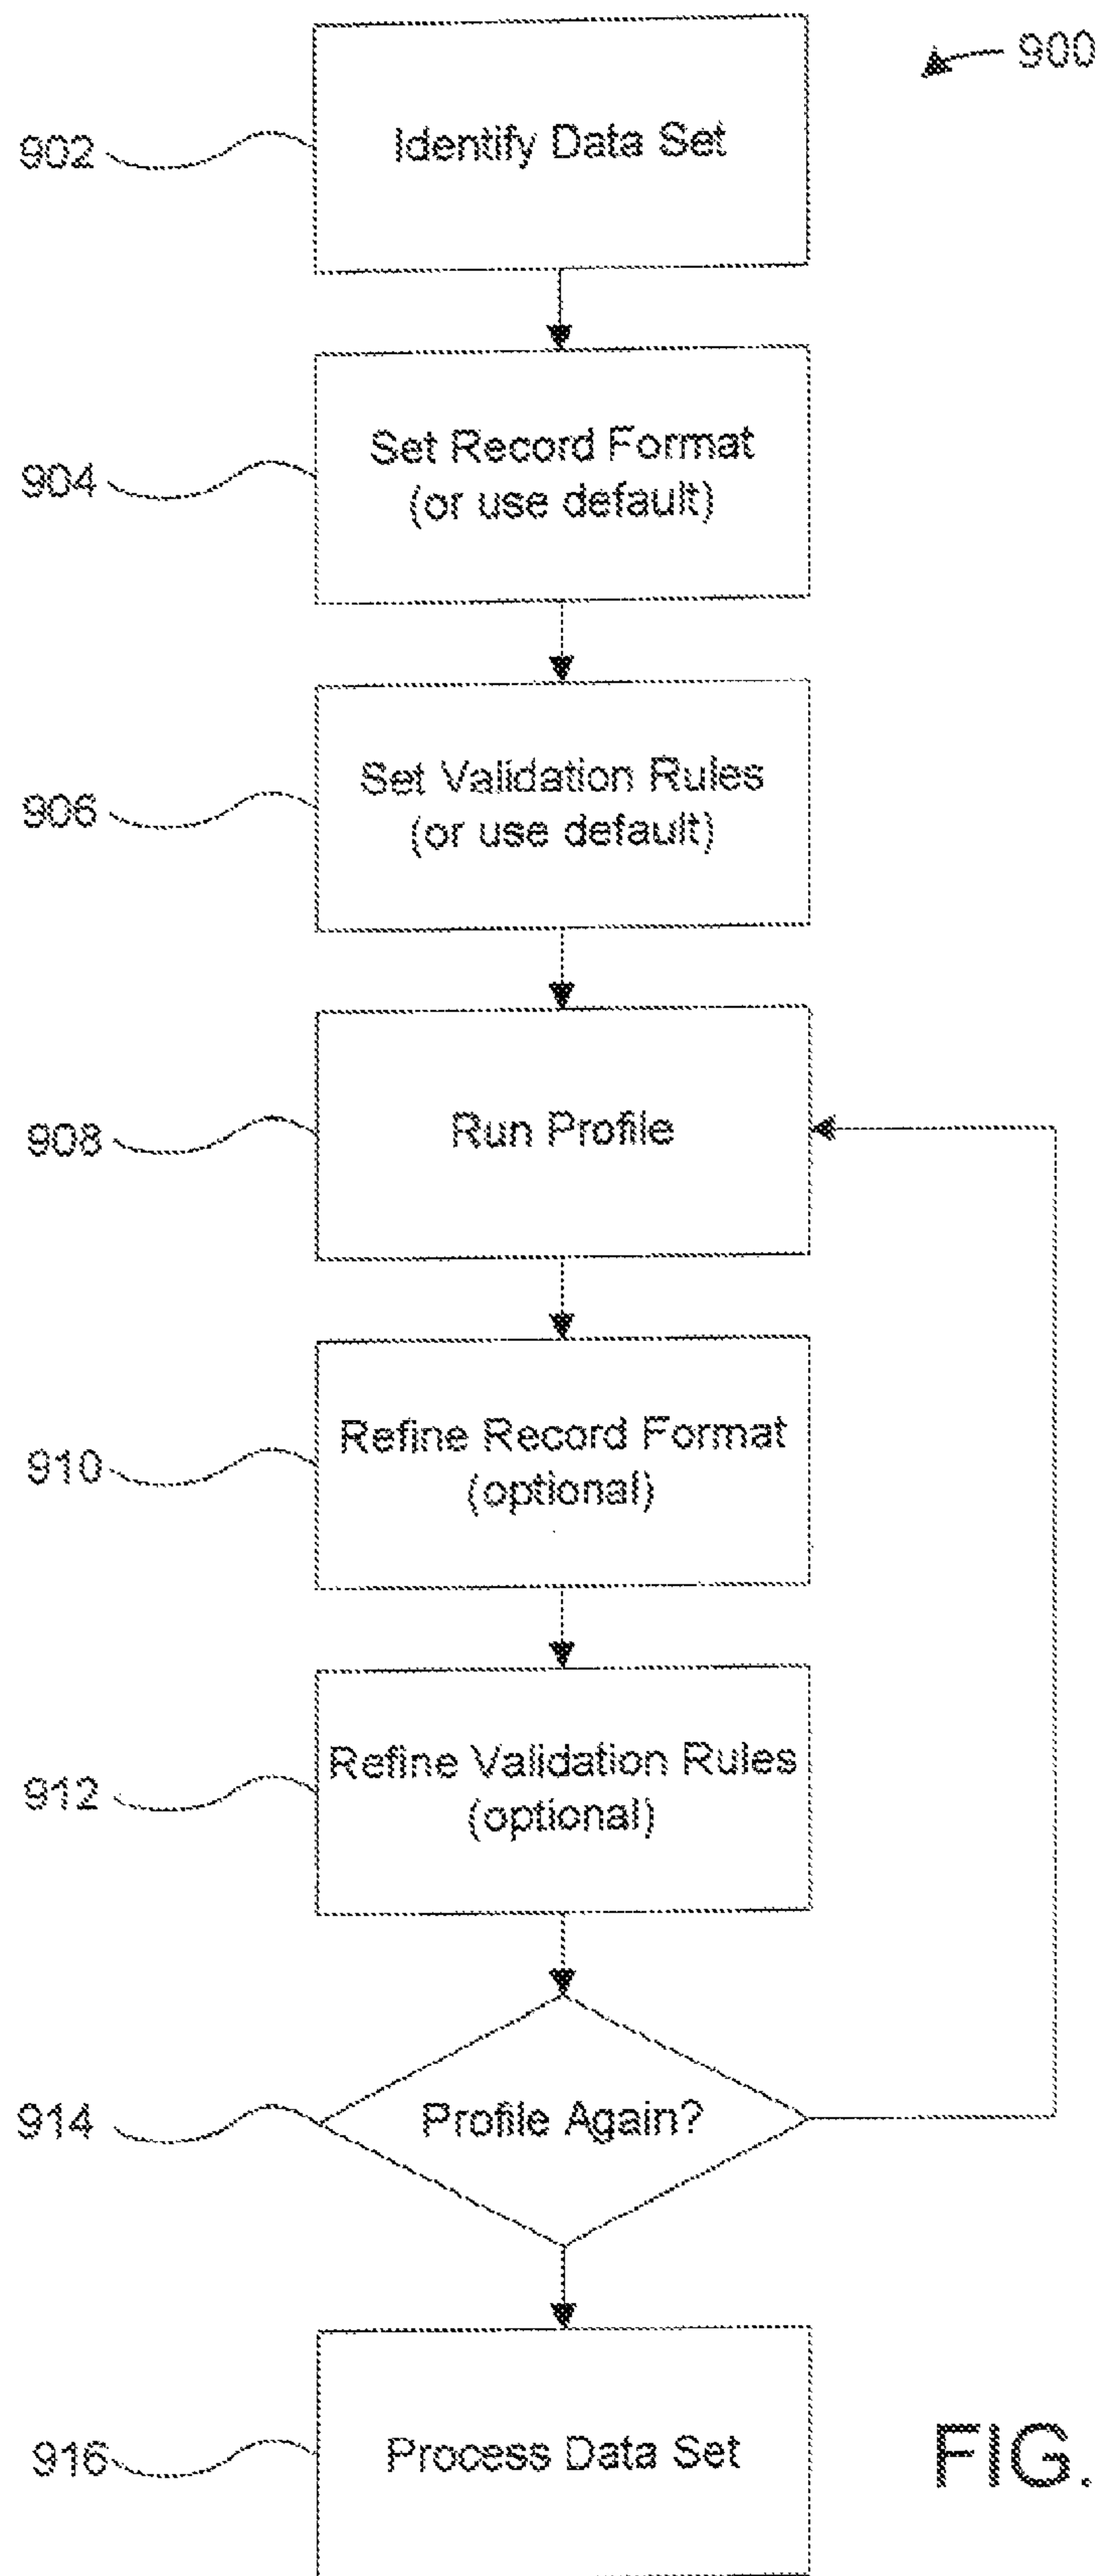 900
902
Identify Data Set
904
Set Record Format
(or use default)
906
Set Validation Rules
(or use default)
908
Run Profile
910
Refine Record Format
(optional)
912
Refine Validation Rules
(optional)
914
Profile Again?
916
Process Data Set
FIG.